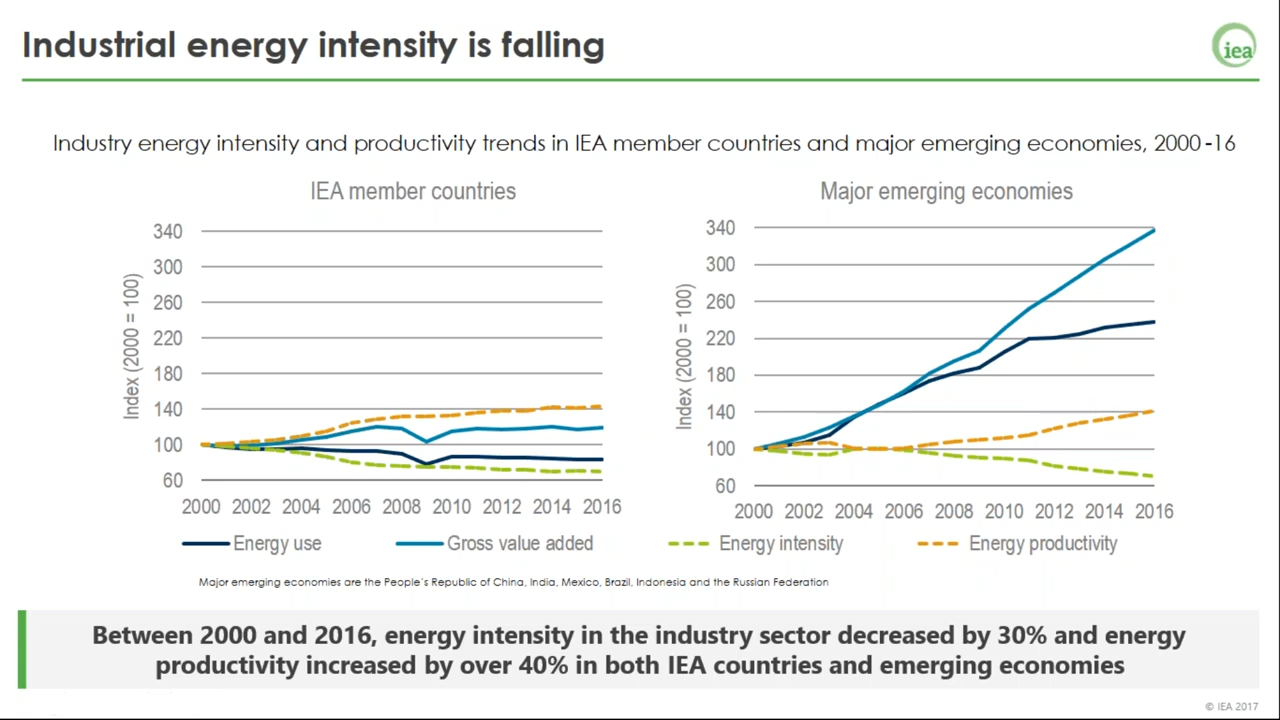 Industrial energy intensity is falling
iea
Industry energy intensity and productivity trends in IEA member countries and major emerging economies, 2000-16
IEA member countries
Index (2000 = 100)
340
300
260
220
180
140
100
60
2000 2002 2004 2006 2008 2010 2012 2014 2016
Major emerging economies
Index (2000 = 100)
340
300
260
220
180
140
100
60
2000 2002 2004 2006 2008 2010 2012 2014 2016
Energy use Gross value added Energy intensity Energy productivity
Major emerging economies are the People's Republic of China, India, Mexico, Brazil, Indonesia and the Russian Federation
Between 2000 and 2016, energy intensity in the industry sector decreased by 30% and energy
productivity increased by over 40% in both IEA countries and emerging economies
© IEA 2017